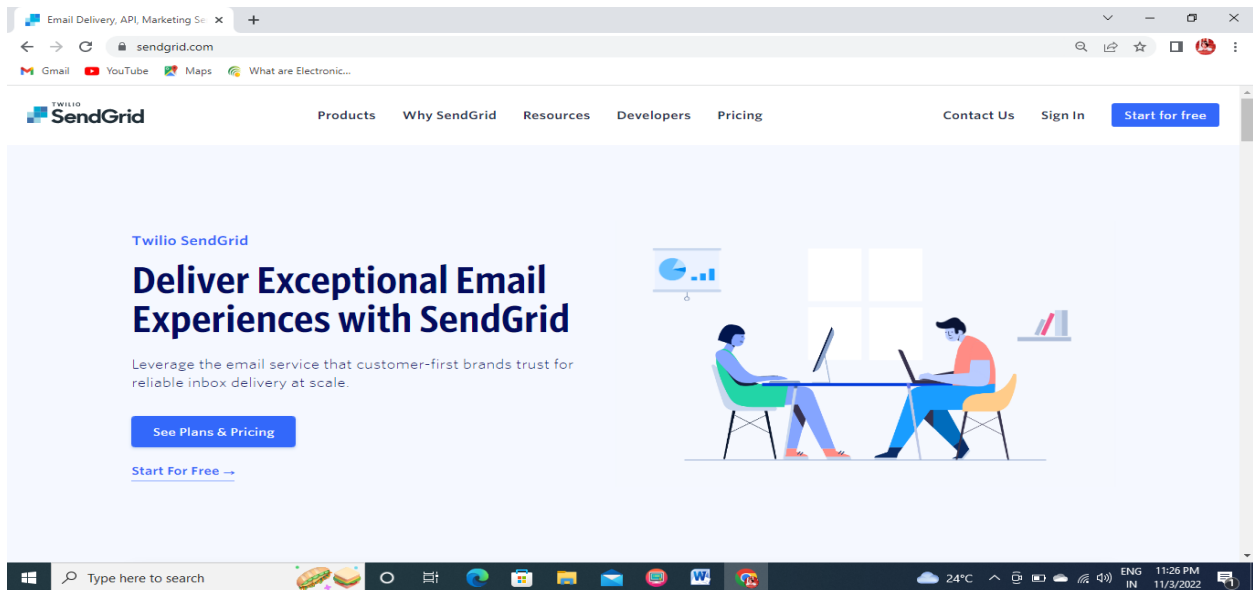 Email Delivery, API, Marketing Se
sendgrid.com
Gmail YouTube Maps What are Electronic...
TWILIO
SendGrid Products Why SendGrid Resources Developers Pricing Contact Us Sign In Start for free
Twilio SendGrid
Deliver Exceptional Email
Experiences with SendGrid
Leverage the email service that customer-first brands trust for
reliable inbox delivery at scale.
See Plans & Pricing
Start For Free →
Type here to search 24°C ENG 11:26 PM
IN 11/3/2022 1